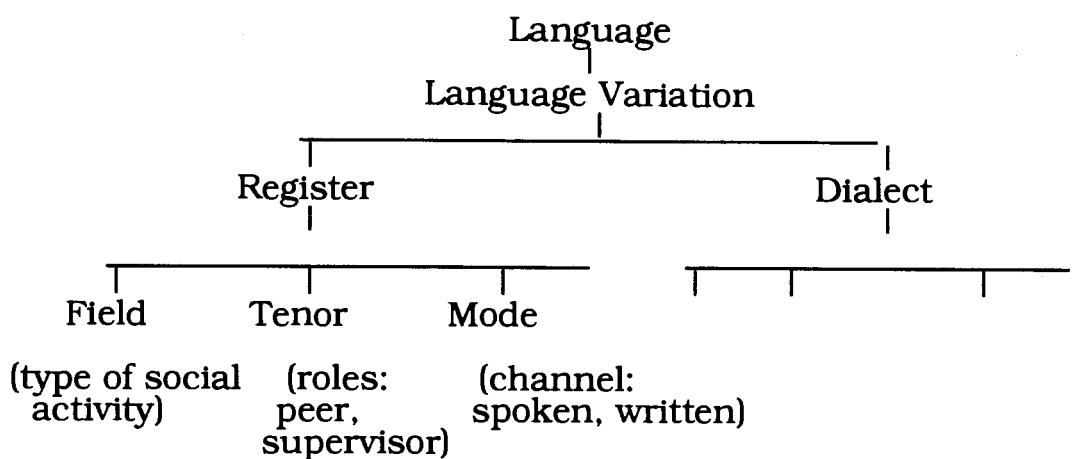 Language
Language Variation
Register Dialect
Field Tenor Mode
(type of social (roles: (channel:
activity) peer, spoken, written)
supervisor)